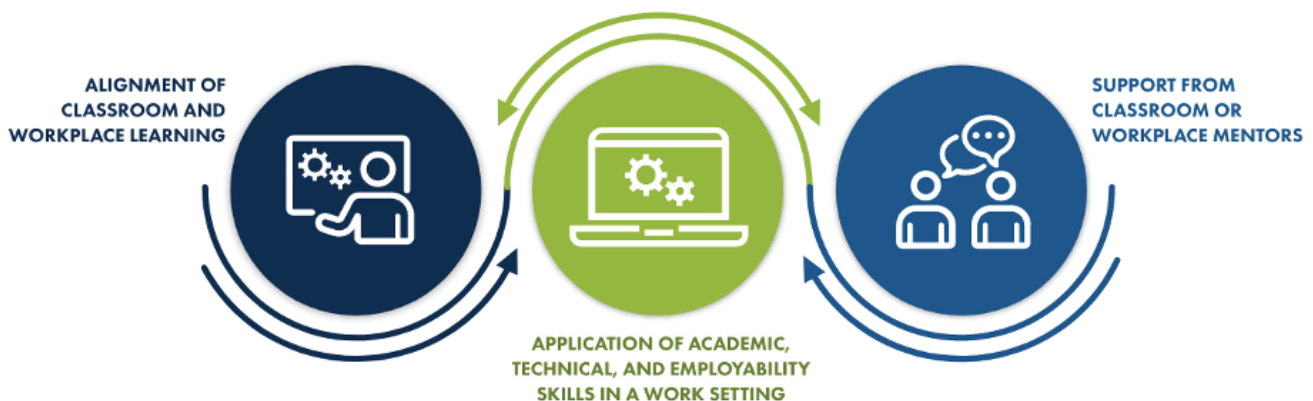 ALIGNMENT OF
CLASSROOM AND
WORKPLACE LEARNING
APPLICATION OF ACADEMIC,
TECHNICAL, AND EMPLOYABILITY
SKILLS IN A WORK SETTING
SUPPORT FROM
CLASSROOM OR
WORKPLACE MENTORS